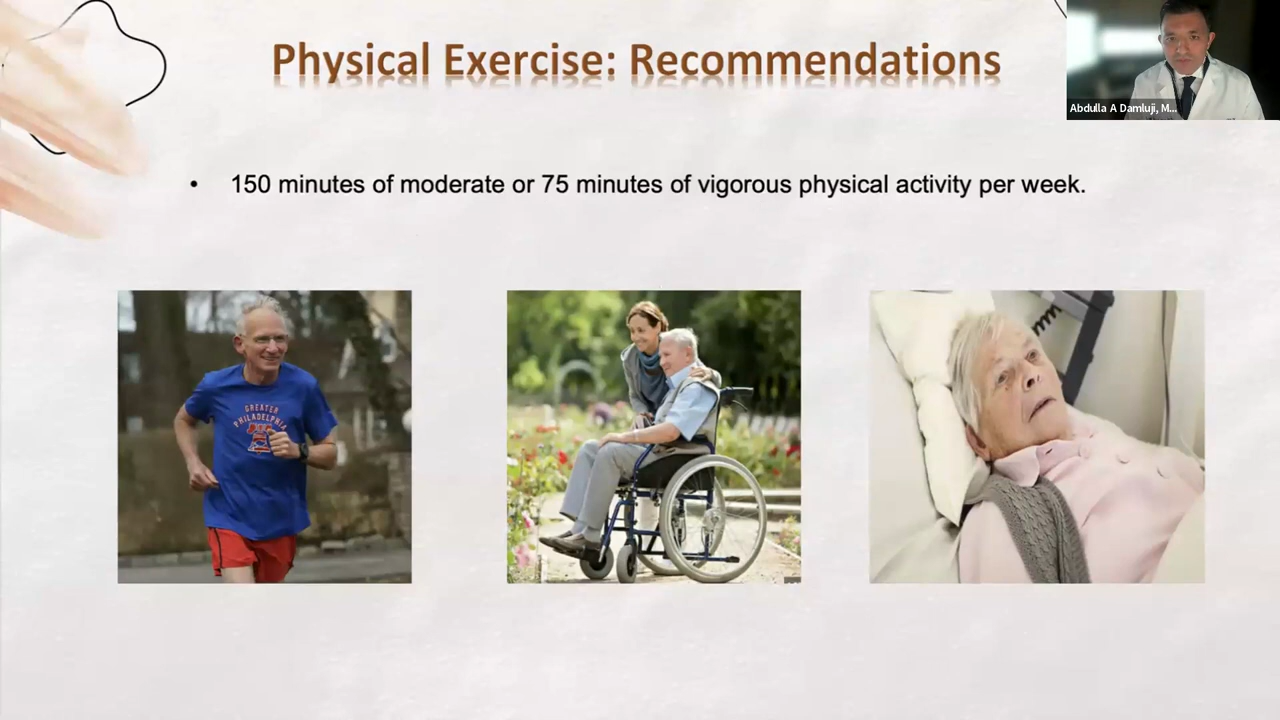 Physical Exercise: Recommendations
Abdulla A Damluji, M...
• 150 minutes of moderate or 75 minutes of vigorous physical activity per week.
GREATER
PHILADELPHIA